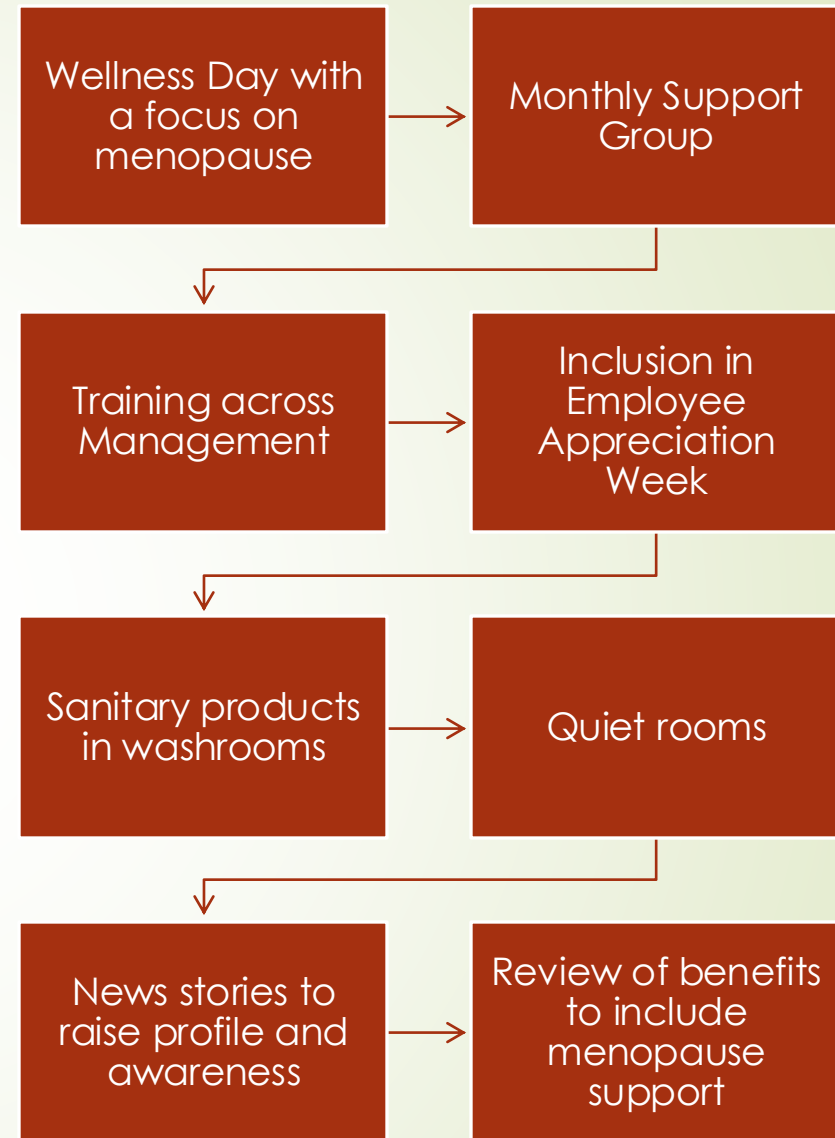 Wellness Day with
a focus on
menopause
Monthly Support
Group
Training across
Management
Inclusion in
Employee
Appreciation
Week
Sanitary products
in washrooms
Quiet rooms
News stories to
raise profile and
awareness
Review of benefits
to include
menopause
support